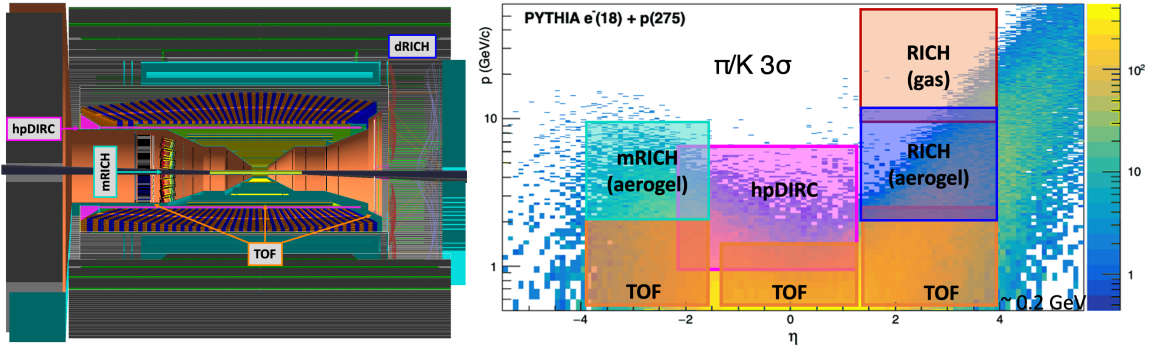 dRICH
hpDIRC
mRICH
TOF
PYTHIA e⁻(18) + p(275)
p (GeV/c)
π/K 3σ
10
1
RICH
(gas)
RICH
(aerogel)
mRICH
(aerogel)
hpDIRC
TOF
TOF
TOF
~ 0.2 GeV
−4
−2
0
2
4
η
10²
10
1